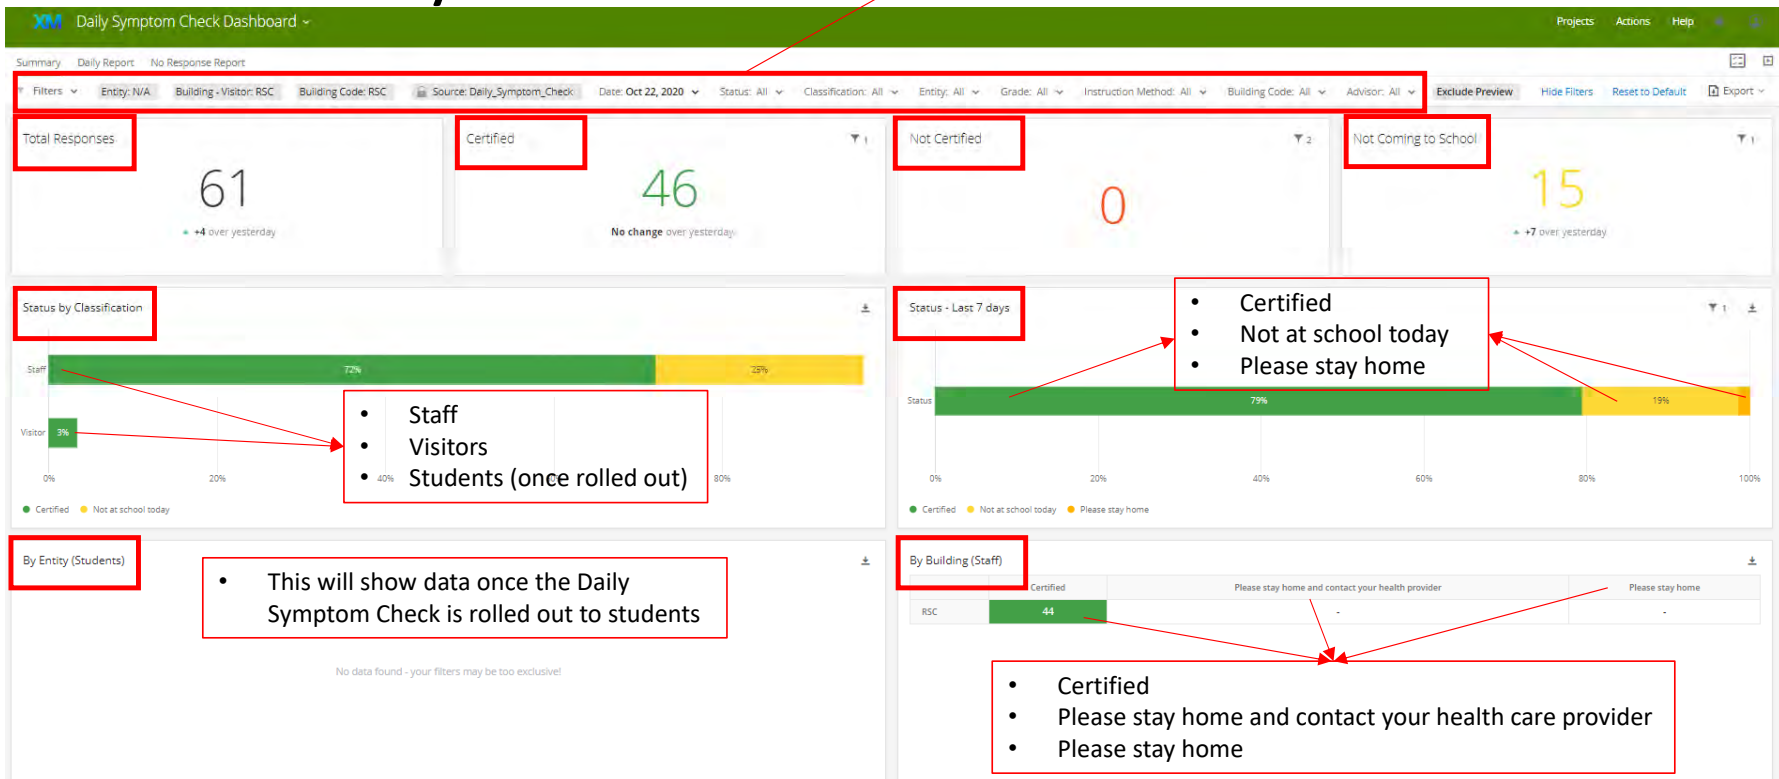 XM Daily Symptom Check Dashboard
Projects Actions Help
Summary Daily Report No Response Report
Filters Entity: N/A Building - Visitor: RSC Building Code: RSC Source: Daily_Symptom_Check Date: Oct 22, 2020 Status: All Classification: All Entity: All Grade: All Instruction Method: All Building Code: All Advisor: All Exclude Preview Hide Filters Reset to Default Export
Total Responses
61
+4 over yesterday
Certified
1
46
No change over yesterday
Not Certified
2
0
Not Coming to School
1
15
+7 over yesterday
Status by Classification
Staff 72% 28%
Visitor 3%
0% 20% 40% 80%
Certified Not at school today
• Staff
• Visitors
• Students (once rolled out)
Status - Last 7 days
1
• Certified
• Not at school today
• Please stay home
Status 79% 19%
0% 20% 40% 60% 80% 100%
Certified Not at school today Please stay home
By Entity (Students)
• This will show data once the Daily
Symptom Check is rolled out to students
No data found - your filters may be too exclusive!
By Building (Staff)
Certified Please stay home and contact your health provider Please stay home
RSC 44 - -
• Certified
• Please stay home and contact your health care provider
• Please stay home